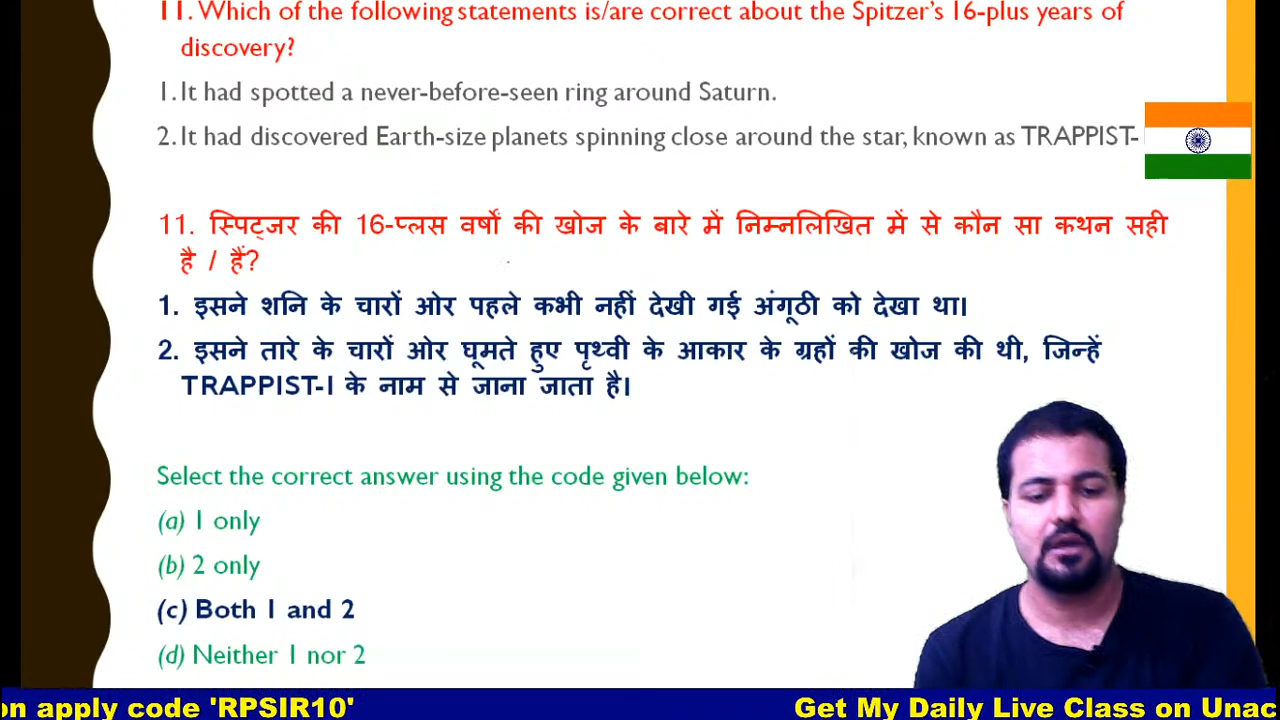 11. Which of the following statements is/are correct about the Spitzer's 16-plus years of
discovery?
1. It had spotted a never-before-seen ring around Saturn.
2. It had discovered Earth-size planets spinning close around the star, known as TRAPPIST-
11. स्पिट्जर की 16-प्लस वर्षों की खोज के बारे में निम्नलिखित में से कौन सा कथन सही
है / हैं?
1. इसने शनि के चारों ओर पहले कभी नहीं देखी गई अंगूठी को देखा था।
2. इसने तारे के चारों ओर घूमते हुए पृथ्वी के आकार के ग्रहों की खोज की थी, जिन्हें
TRAPPIST-1 के नाम से जाना जाता है।
Select the correct answer using the code given below:
(a) 1 only
(b) 2 only
(c) Both 1 and 2
(d) Neither 1 nor 2
on apply code 'RPSIR10' Get My Daily Live Class on Unac